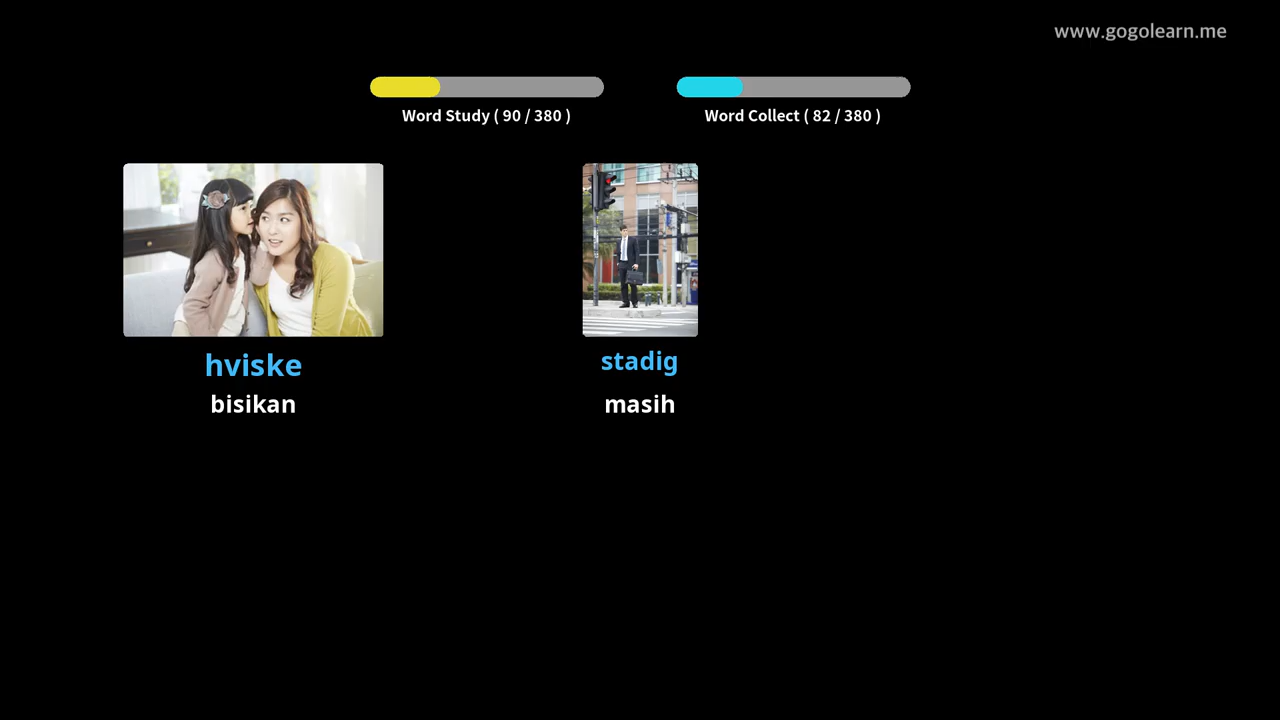 www.gogolearn.me
Word Study ( 90 / 380 )
Word Collect ( 82 / 380 )
hviske
bisikan
stadig
masih